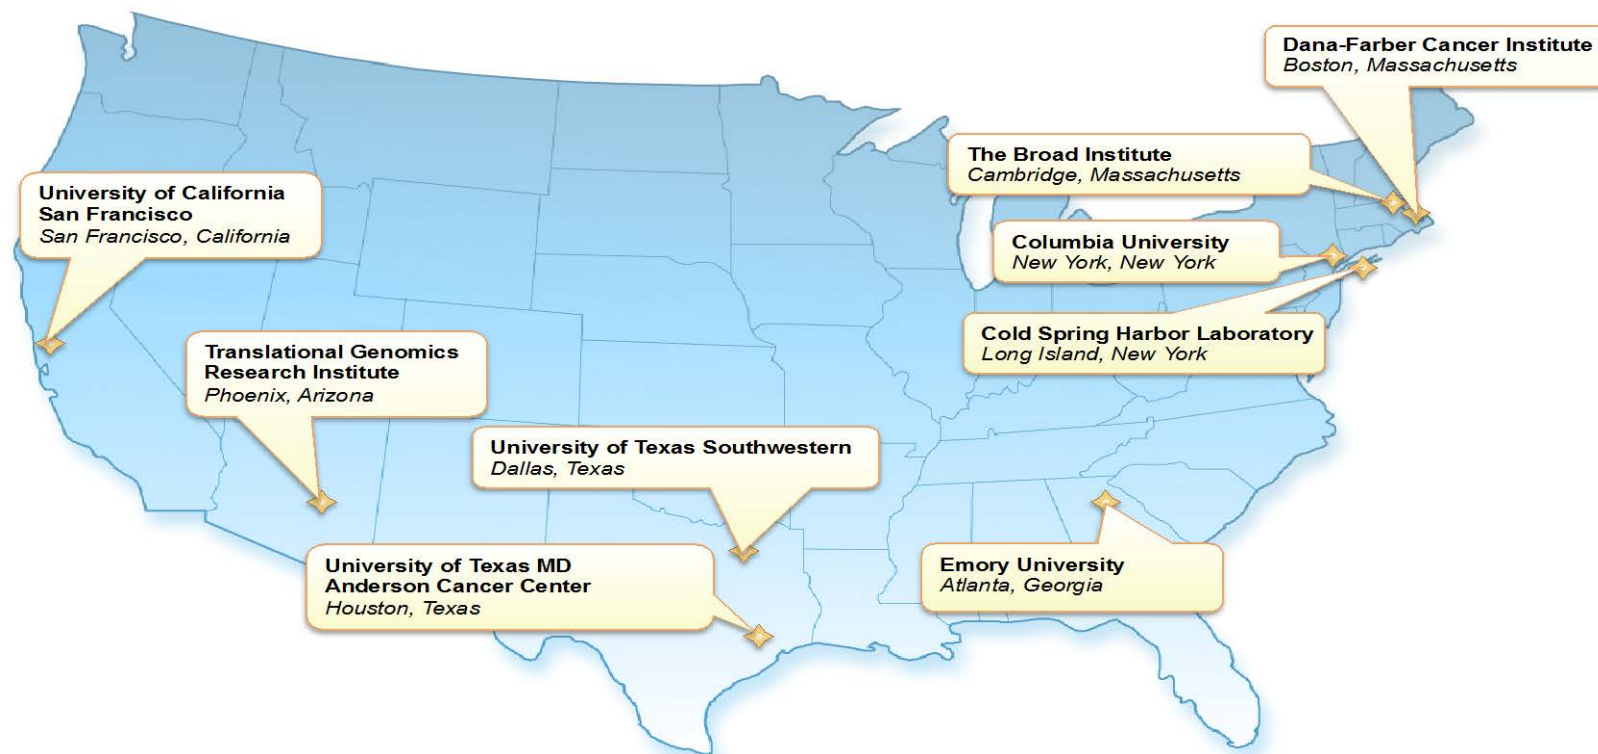 Dana-Farber Cancer Institute
Boston, Massachusetts
The Broad Institute
Cambridge, Massachusetts
University of California
San Francisco
San Francisco, California
Columbia University
New York, New York
Cold Spring Harbor Laboratory
Long Island, New York
Translational Genomics
Research Institute
Phoenix, Arizona
University of Texas Southwestern
Dallas, Texas
University of Texas MD
Anderson Cancer Center
Houston, Texas
Emory University
Atlanta, Georgia